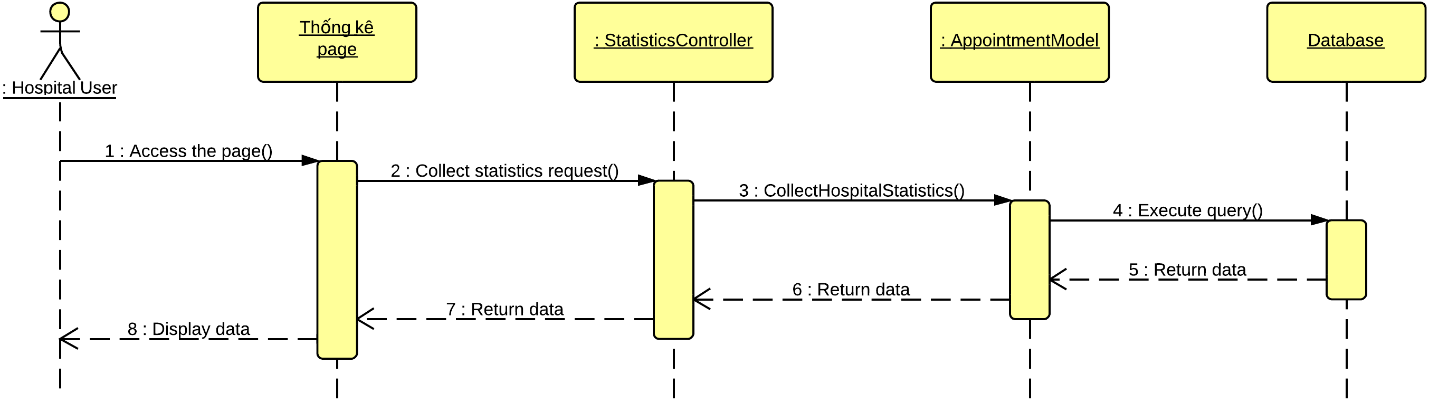 Thống kê
page
: StatisticsController
: AppointmentModel
Database
: Hospital User
1 : Access the page()
2 : Collect statistics request()
3 : CollectHospitalStatistics()
4 : Execute query()
5 : Return data
6 : Return data
7 : Return data
8 : Display data